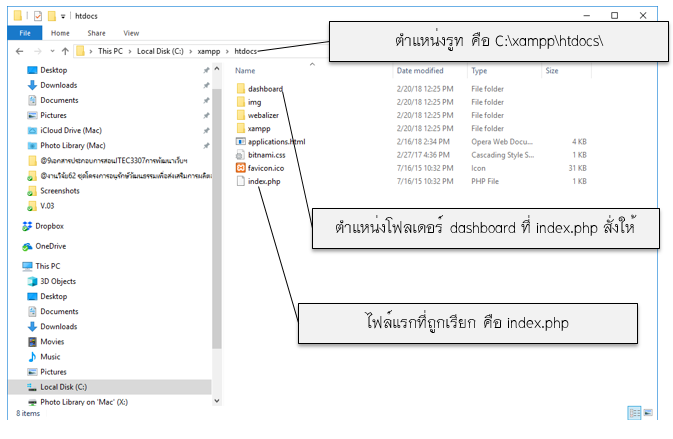 htdocs
File Home Share View
This PC > Local Disk (C:) > xampp > htdocs
ตำแหน่งรูท คือ C:\xampp\htdocs\
Name Date modified Type Size
Desktop
Downloads
Documents
Pictures
iCloud Drive (Mac)
Photo Library (Mac)
@9เอกสารประกอบการสอนITEC3307การพัฒนาเว็บฯ
@งานวิจัย62 ชุดโครงการอนุรักษ์วัฒนธรรมเพื่อส่งเสริมการผลิต
Screenshots
V.03
Dropbox
OneDrive
This PC
3D Objects
Desktop
Documents
Downloads
Movies
Music
Pictures
Local Disk (C:)
Photo Library on 'Mac' (X:)
8 items
dashboard 2/20/18 12:25 PM File folder
img 2/20/18 12:25 PM File folder
webalizer 2/20/18 12:25 PM File folder
xampp 2/20/18 12:25 PM File folder
applications.html 2/16/18 2:34 PM Opera Web Docu... 4 KB
bitnami.css 2/27/17 4:36 PM Cascading Style S... 1 KB
favicon.ico 7/16/15 10:32 PM Icon 31 KB
index.php 7/16/15 10:32 PM PHP File 1 KB
ตำแหน่งโฟลเดอร์ dashboard ที่ index.php สั่งให้
ไฟล์แรกที่ถูกเรียก คือ index.php